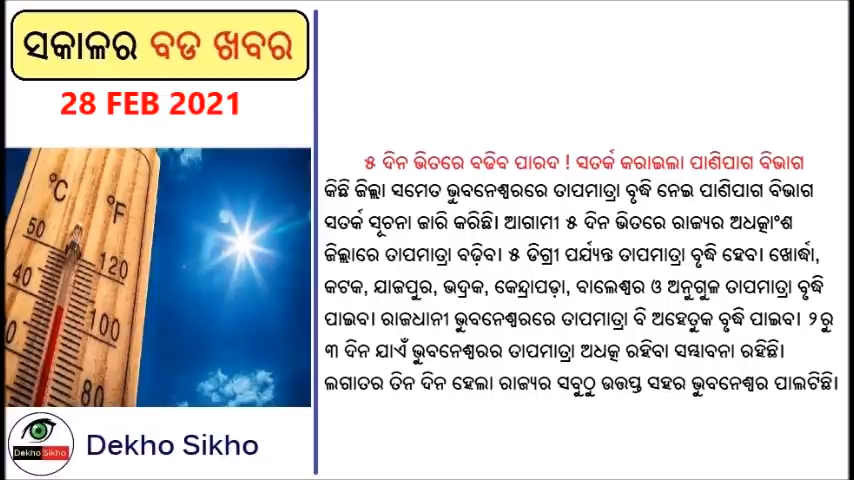 ସକାଳର ବଡ ଖବର
28 FEB 2021
°C
°F
50
120
40
100
0
80
Dekho Sikho
Dekho Sikho
୫ ଦିନ ଭିତରେ ବଢିବ ପାରଦ ! ସତର୍କ କରାଇଲା ପାଣିପାଗ ବିଭାଗ
କିଛି ଜିଲ୍ଲା ସମେତ ଭୁବନେଶ୍ୱରରେ ତାପମାତ୍ରା ବୃଦ୍ଧି ନେଇ ପାଣିପାଗ ବିଭାଗ
ସତର୍କ ସୂଚନା ଜାରି କରିଛି। ଆଗାମୀ ୫ ଦିନ ଭିତରେ ରାଜ୍ୟର ଅଧିକାଂଶ
ଜିଲ୍ଲାରେ ତାପମାତ୍ରା ବଢ଼ିବ। ୫ ଡିଗ୍ରୀ ପର୍ଯ୍ୟନ୍ତ ତାପମାତ୍ରା ବୃଦ୍ଧି ହେବ। ଖୋର୍ଦ୍ଧା,
କଟକ, ଯାଜପୁର, ଭଦ୍ରକ, କେନ୍ଦ୍ରାପଡ଼ା, ବାଲେଶ୍ୱର ଓ ଅନୁଗୁଳ ତାପମାତ୍ରା ବୃଦ୍ଧି
ପାଇବ। ରାଜଧାନୀ ଭୁବନେଶ୍ୱରରେ ତାପମାତ୍ରା ବି ଅହେତୁକ ବୃଦ୍ଧି ପାଇବ। ୨ରୁ
୩ ଦିନ ଯାଏଁ ଭୁବନେଶ୍ୱରର ତାପମାତ୍ରା ଅଧିକ ରହିବା ସମ୍ଭାବନା ରହିଛି।
ଲଗାତର ତିନ ଦିନ ହେଲା ରାଜ୍ୟର ସବୁଠୁ ଉତ୍ତପ୍ତ ସହର ଭୁବନେଶ୍ୱର ପାଲଟିଛି।